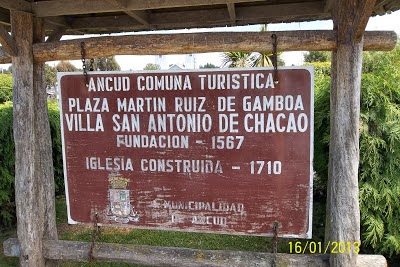 ANCUD COMUNA TURISTICA
PLAZA MARTIN RUIZ DE GAMBOA
VILLA SAN ANTONIO DE CHACAO
FUNDACION - 1567
IGLESIA CONSTRUIDA - 1710
MUNICIPALIDAD
ANCUD
16/01/2013